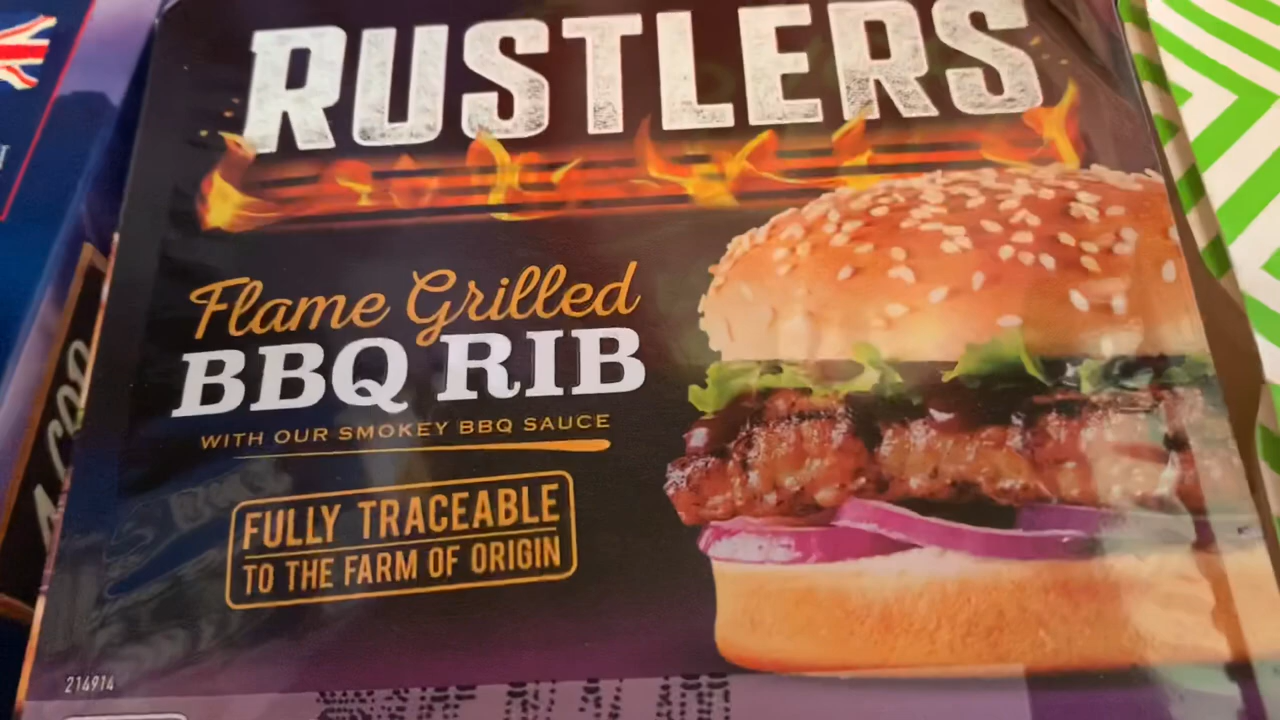 RUSTLERS
Flame Grilled
BBQ RIB
WITH OUR SMOKEY BBQ SAUCE
FULLY TRACEABLE
TO THE FARM OF ORIGIN
214914